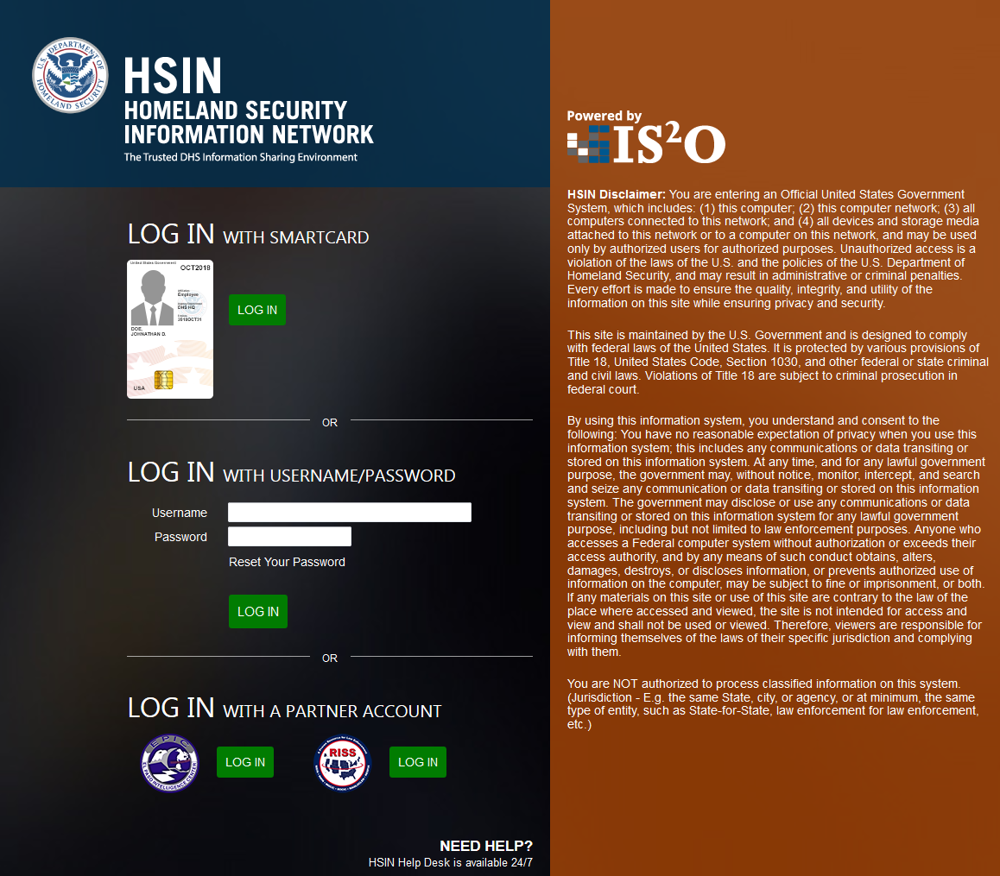 U.S. DEPARTMENT OF HOMELAND SECURITY
HSIN
HOMELAND SECURITY
INFORMATION NETWORK
The Trusted DHS Information Sharing Environment
LOG IN WITH SMARTCARD
United States Government
OCT2018
Affiliation
Employee
DHS HQ
Expires
2018OCT31
DOE,
JOHNATHAN D.
USA
LOG IN
OR
LOG IN WITH USERNAME/PASSWORD
Username
Password
Reset Your Password
LOG IN
OR
LOG IN WITH A PARTNER ACCOUNT
EPIC
EL PASO INTELLIGENCE CENTER
LOG IN
RISS
LOG IN
NEED HELP?
HSIN Help Desk is available 24/7
Powered by
IS²O
HSIN Disclaimer: You are entering an Official United States Government
System, which includes: (1) this computer; (2) this computer network; (3) all
computers connected to this network; and (4) all devices and storage media
attached to this network or to a computer on this network, and may be used
only by authorized users for authorized purposes. Unauthorized access is a
violation of the laws of the U.S. and the policies of the U.S. Department of
Homeland Security, and may result in administrative or criminal penalties.
Every effort is made to ensure the quality, integrity, and utility of the
information on this site while ensuring privacy and security.
This site is maintained by the U.S. Government and is designed to comply
with federal laws of the United States. It is protected by various provisions of
Title 18, United States Code, Section 1030, and other federal or state criminal
and civil laws. Violations of Title 18 are subject to criminal prosecution in
federal court.
By using this information system, you understand and consent to the
following: You have no reasonable expectation of privacy when you use this
information system; this includes any communications or data transiting or
stored on this information system. At any time, and for any lawful government
purpose, the government may, without notice, monitor, intercept, and search
and seize any communication or data transiting or stored on this information
system. The government may disclose or use any communications or data
transiting or stored on this information system for any lawful government
purpose, including but not limited to law enforcement purposes. Anyone who
accesses a Federal computer system without authorization or exceeds their
access authority, and by any means of such conduct obtains, alters,
damages, destroys, or discloses information, or prevents authorized use of
information on the computer, may be subject to fine or imprisonment, or both.
If any materials on this site or use of this site are contrary to the law of the
place where accessed and viewed, the site is not intended for access and
view and shall not be used or viewed. Therefore, viewers are responsible for
informing themselves of the laws of their specific jurisdiction and complying
with them.
You are NOT authorized to process classified information on this system.
(Jurisdiction - E.g. the same State, city, or agency, or at minimum, the same
type of entity, such as State-for-State, law enforcement for law enforcement,
etc.)